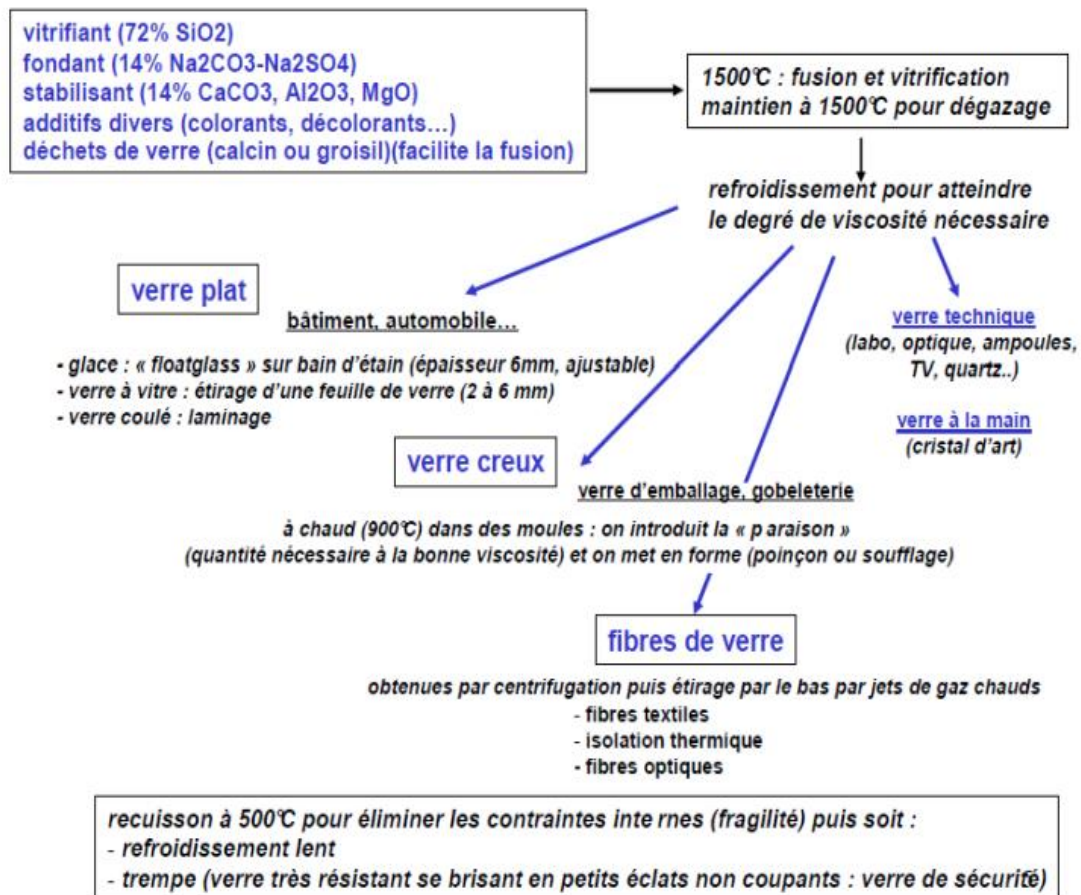 vitrifiant (72% SiO2)
fondant (14% Na2CO3-Na2SO4)
stabilisant (14% CaCO3, Al2O3, MgO)
additifs divers (colorants, décolorants…)
déchets de verre (calcin ou groisil)(facilite la fusion)
1500°C : fusion et vitrification
maintien à 1500°C pour dégazage
refroidissement pour atteindre
le degré de viscosité nécessaire
verre plat
bâtiment, automobile…
- glace : « floatglass » sur bain d'étain (épaisseur 6mm, ajustable)
- verre à vitre : étirage d'une feuille de verre (2 à 6 mm)
- verre coulé : laminage
verre technique
(labo, optique, ampoules,
TV, quartz..)
verre à la main
(cristal d'art)
verre creux
verre d'emballage, gobeleterie
à chaud (900°C) dans des moules : on introduit la « p araison »
(quantité nécessaire à la bonne viscosité) et on met en forme (poinçon ou soufflage)
fibres de verre
obtenues par centrifugation puis étirage par le bas par jets de gaz chauds
- fibres textiles
- isolation thermique
- fibres optiques
recuisson à 500°C pour éliminer les contraintes inte rnes (fragilité) puis soit :
- refroidissement lent
- trempe (verre très résistant se brisant en petits éclats non coupants : verre de sécurité)